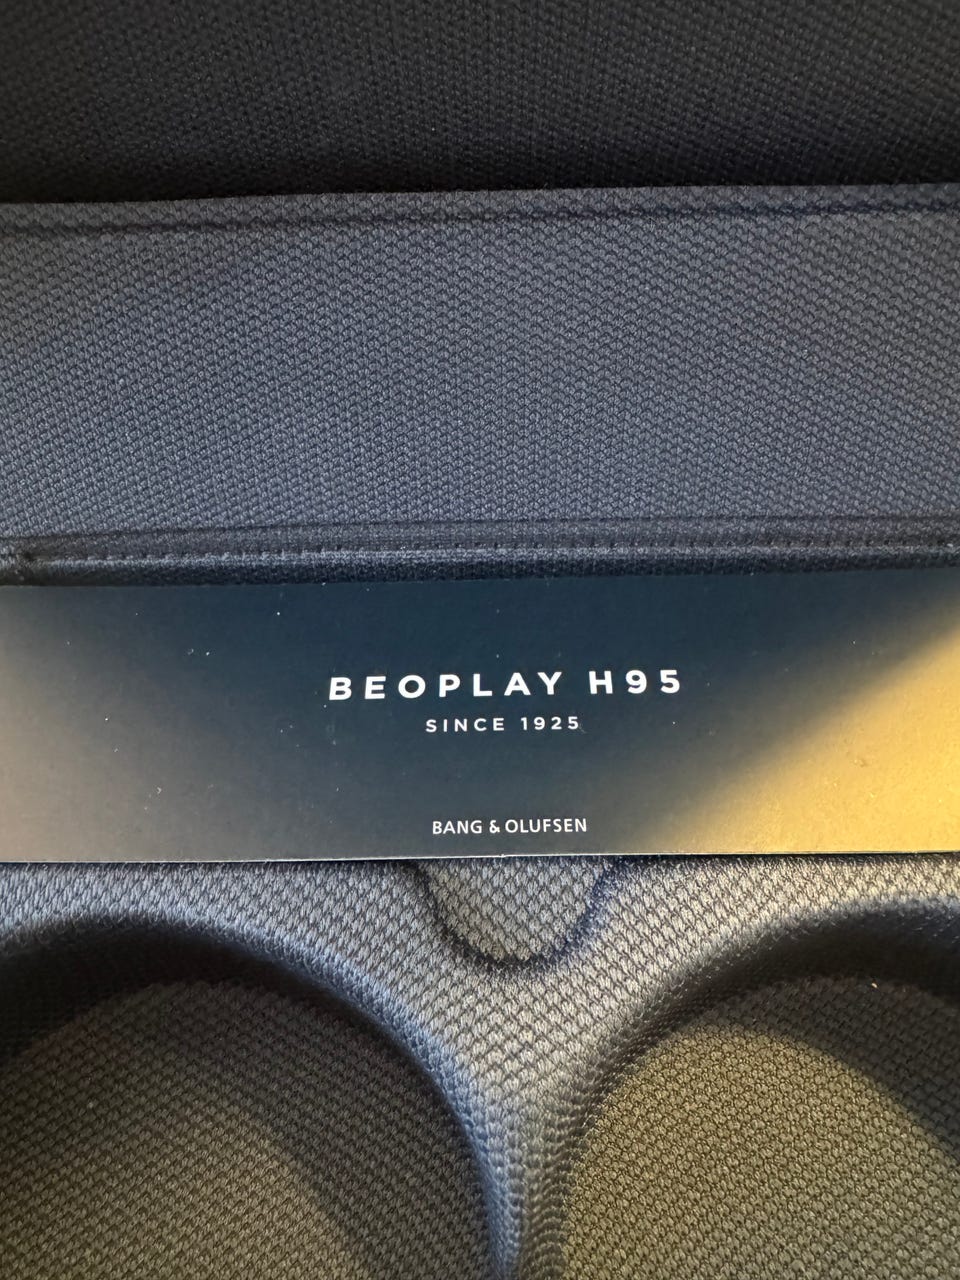 BEOPLAY H95
SINCE 1925
BANG & OLUFSEN